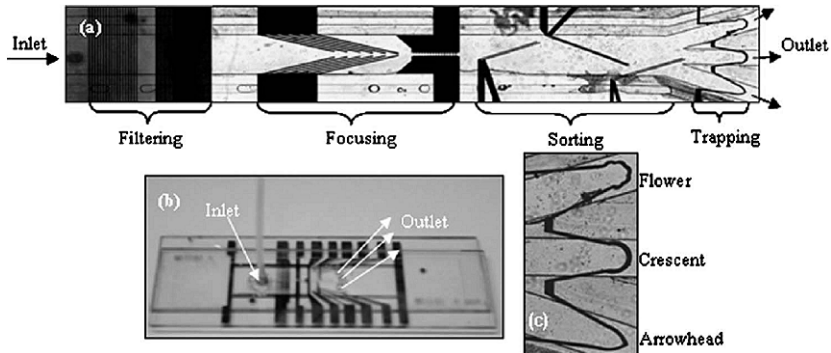 (a)
Inlet
Outlet
Filtering
Focusing
Sorting
Trapping
(b)
Inlet
Outlet
Flower
Crescent
Arrowhead
(c)